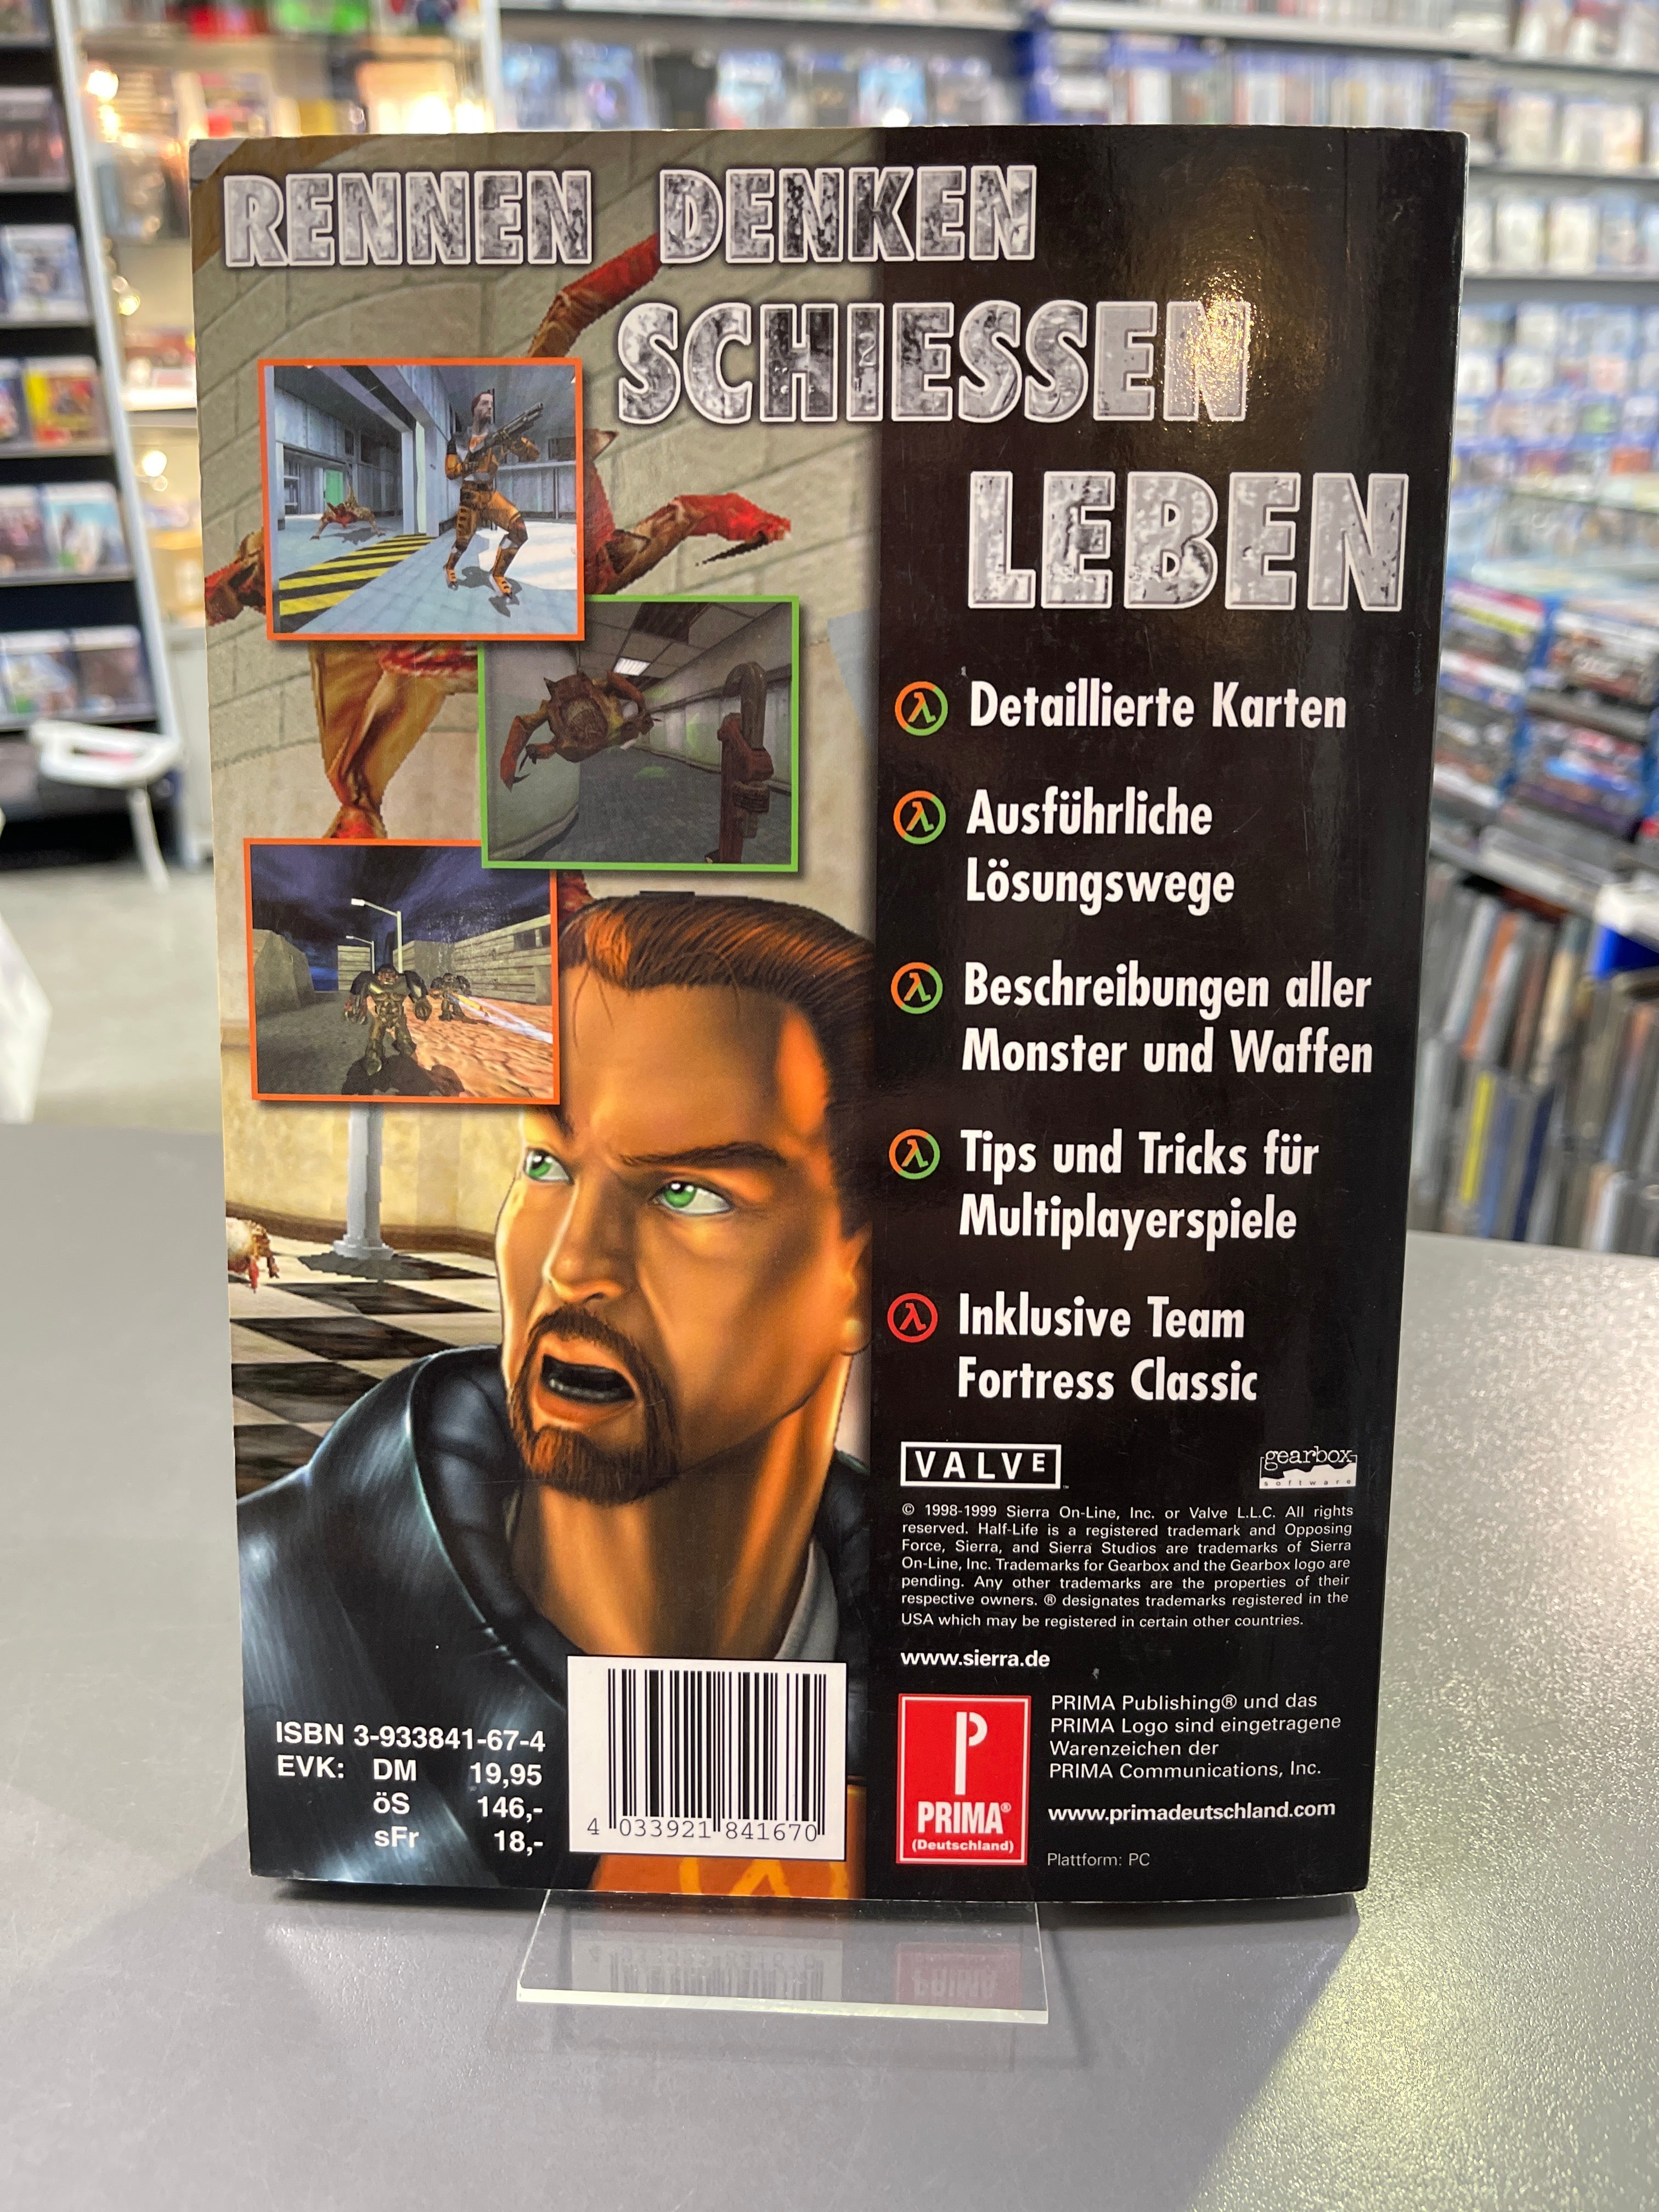 RENNEN DENKEN
SCHIESSEN
LEBEN
Detaillierte Karten
Ausführliche
Lösungswege
Beschreibungen aller
Monster und Waffen
Tips und Tricks für
Multiplayerspiele
Inklusive Team
Fortress Classic
VALVE
gearbox
software
© 1998-1999 Sierra On-Line, Inc. or Valve L.L.C. All rights
reserved. Half-Life is a registered trademark and Opposing
Force, Sierra, and Sierra Studios are trademarks of Sierra
On-Line, Inc. Trademarks for Gearbox and the Gearbox logo are
pending. Any other trademarks are the properties of their
respective owners. ® designates trademarks registered in the
USA which may be registered in certain other countries.
www.sierra.de
PRIMA Publishing® und das
PRIMA Logo sind eingetragene
Warenzeichen der
PRIMA Communications, Inc.
www.primadeutschland.com
Plattform: PC
P
PRIMA®
(Deutschland)
ISBN 3-933841-67-4
EVK: DM 19,95
öS 146,-
sFr 18,-
4 033921 841670